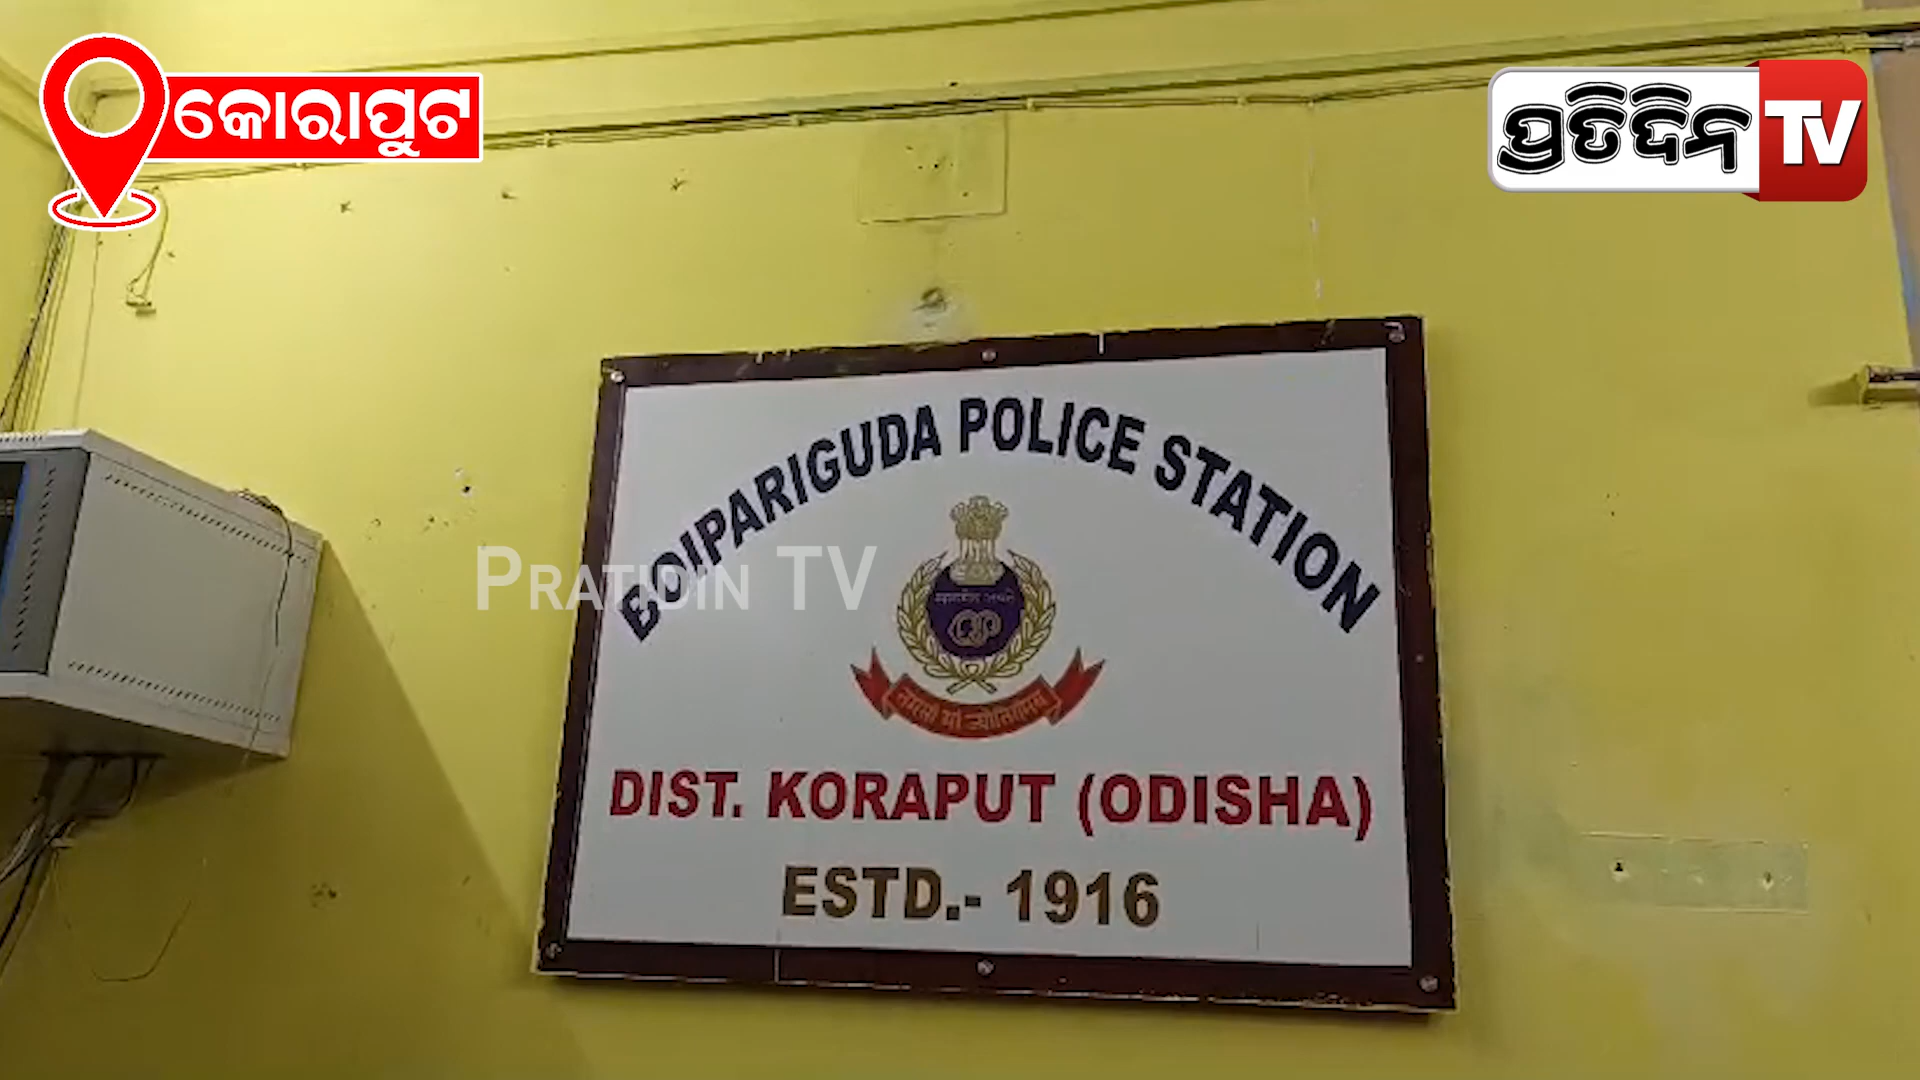 କୋରାପୁଟ
ପ୍ରତିଦିନ TV
BOIPARIGUDA POLICE STATION
PRATIDIN TV
DIST. KORAPUT (ODISHA)
ESTD.- 1916